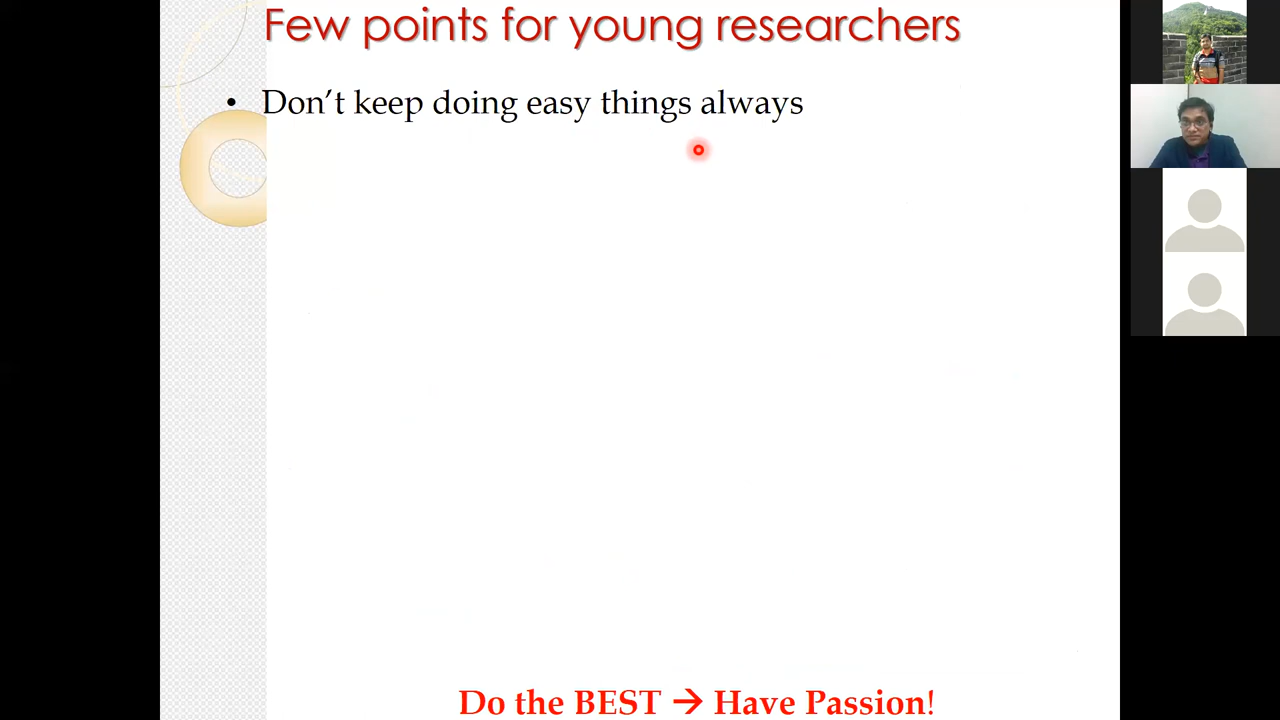 Few points for young researchers
• Don’t keep doing easy things always
Do the BEST → Have Passion!